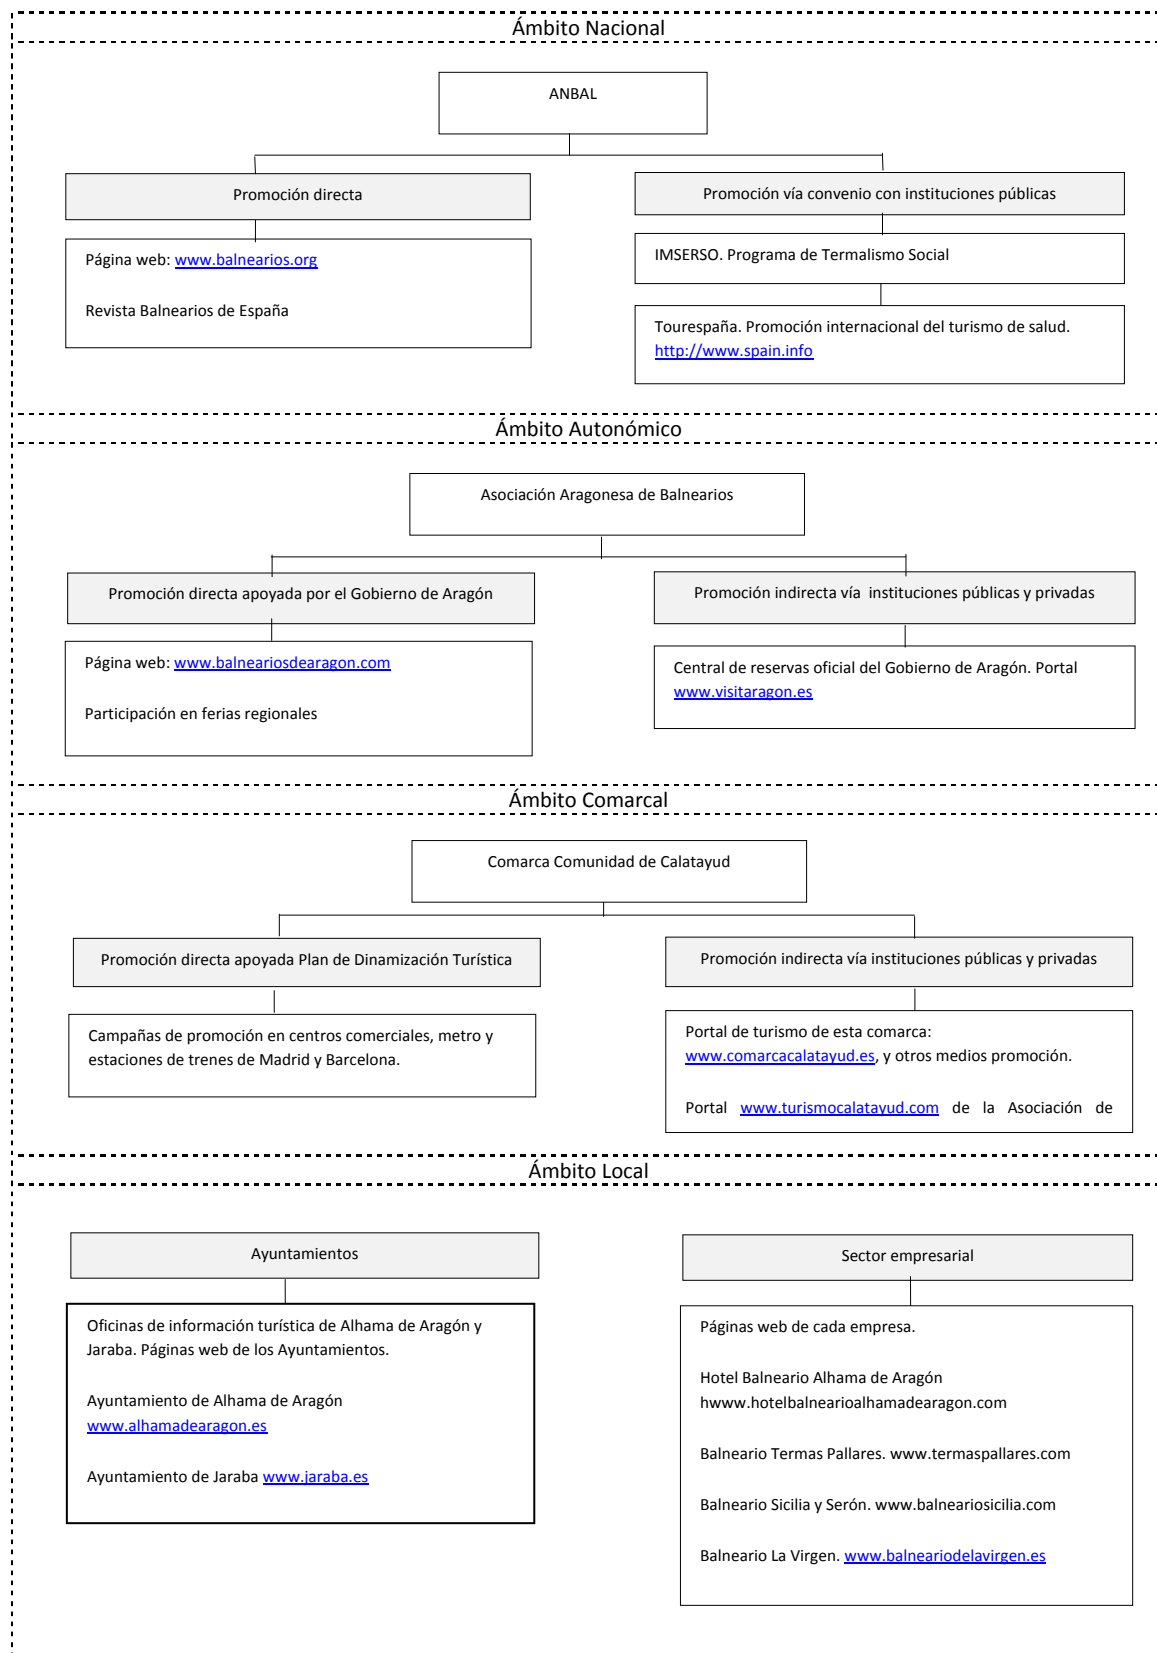 Ámbito Nacional
ANBAL
Promoción directa
Página web: www.balnearios.org
Revista Balnearios de España
Promoción vía convenio con instituciones públicas
IMSERSO. Programa de Termalismo Social
Tourespaña. Promoción internacional del turismo de salud.
http://www.spain.info
Ámbito Autonómico
Asociación Aragonesa de Balnearios
Promoción directa apoyada por el Gobierno de Aragón
Página web: www.balneariosdearagon.com
Participación en ferias regionales
Promoción indirecta vía instituciones públicas y privadas
Central de reservas oficial del Gobierno de Aragón. Portal
www.visitaragon.es
Ámbito Comarcal
Comarca Comunidad de Calatayud
Promoción directa apoyada Plan de Dinamización Turística
Campañas de promoción en centros comerciales, metro y
estaciones de trenes de Madrid y Barcelona.
Promoción indirecta vía instituciones públicas y privadas
Portal de turismo de esta comarca:
www.comarcacalatayud.es, y otros medios promoción.
Portal www.turismocalatayud.com de la Asociación de
Ámbito Local
Ayuntamientos
Oficinas de información turística de Alhama de Aragón y
Jaraba. Páginas web de los Ayuntamientos.
Ayuntamiento de Alhama de Aragón
www.alhamadearagon.es
Ayuntamiento de Jaraba www.jaraba.es
Sector empresarial
Páginas web de cada empresa.
Hotel Balneario Alhama de Aragón
hwww.hotelbalnearioalhamadearagon.com
Balneario Termas Pallares. www.termaspallares.com
Balneario Sicilia y Serón. www.balneariosicilia.com
Balneario La Virgen. www.balneariodelavirgen.es